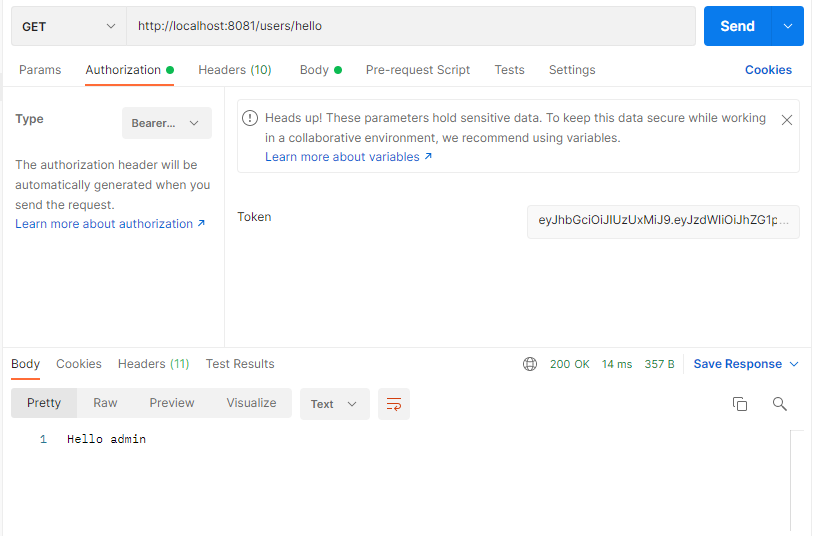 GET http://localhost:8081/users/hello Send
Params Authorization Headers (10) Body Pre-request Script Tests Settings Cookies
Type Bearer...
The authorization header will be
automatically generated when you
send the request.
Learn more about authorization ↗
Heads up! These parameters hold sensitive data. To keep this data secure while working
in a collaborative environment, we recommend using variables.
Learn more about variables ↗
Token eyJhbGciOiJIUzUxMiJ9.eyJzdWIiOiJhZG1p...
Body Cookies Headers (11) Test Results 200 OK 14 ms 357 B Save Response
Pretty Raw Preview Visualize Text
1 Hello admin